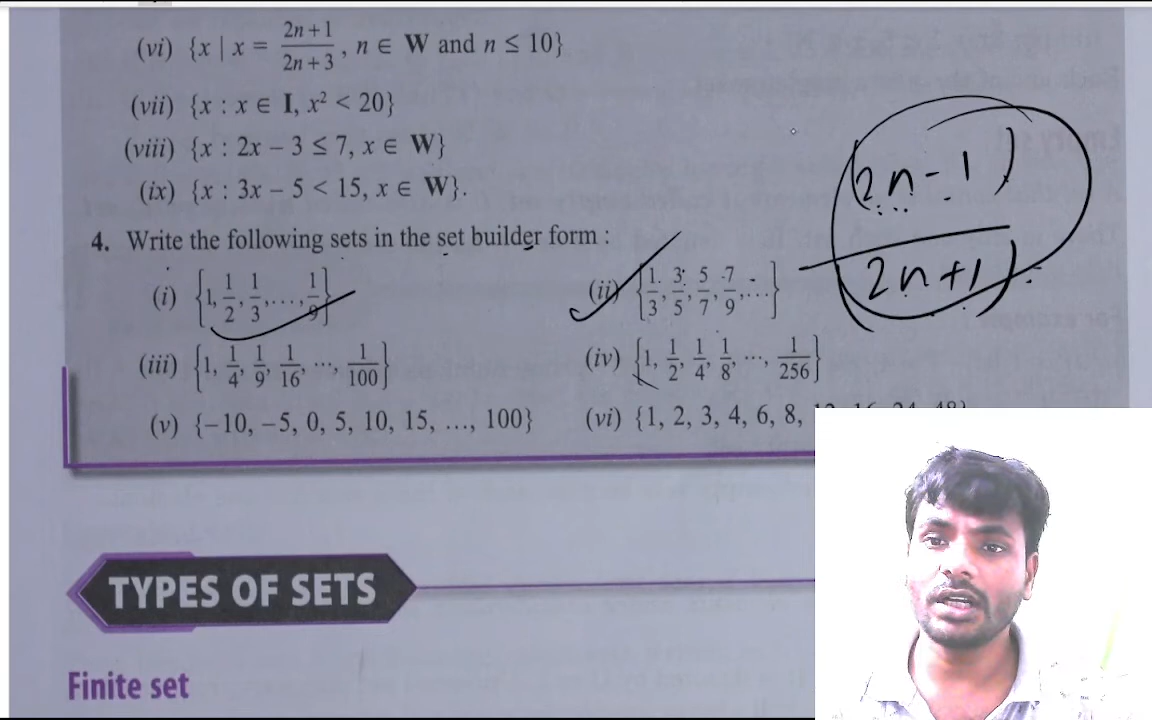 (vi) {x | x = (2n+1)/(2n+3), n ∈ W and n ≤ 10}
(vii) {x : x ∈ I, x² < 20}
(viii) {x : 2x − 3 ≤ 7, x ∈ W}
(ix) {x : 3x − 5 < 15, x ∈ W}.
4. Write the following sets in the set builder form :
(i) {1, 1/2, 1/3, ..., 1/9}
(ii) {1/3, 3/5, 5/7, 7/9, ...}
(2n-1)/(2n+1)
(iii) {1, 1/4, 1/9, 1/16, ..., 1/100}
(iv) {1, 1/2, 1/4, 1/8, ..., 1/256}
(v) {−10, −5, 0, 5, 10, 15, ..., 100}
(vi) {1, 2, 3, 4, 6, 8,
TYPES OF SETS
Finite set